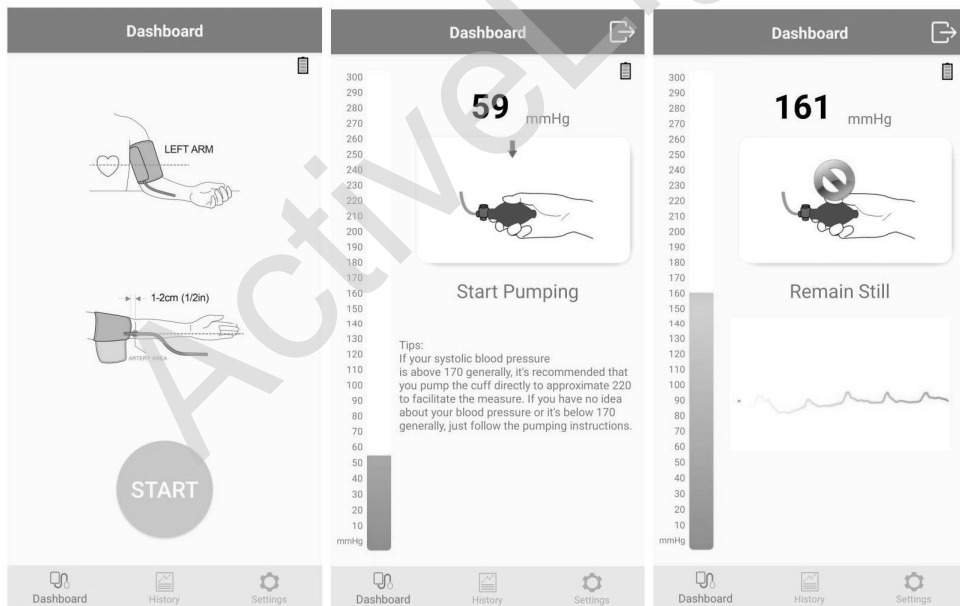 Dashboard
LEFT ARM
1-2cm (1/2in)
ARTERY AREA
START
Dashboard
History
Settings
Dashboard
300
290
280
270
260
250
240
230
220
210
200
190
180
170
160
150
140
130
120
110
100
90
80
70
60
50
40
30
20
10
mmHg
59 mmHg
Start Pumping
Tips:
If your systolic blood pressure
is above 170 generally, it's recommended that
you pump the cuff directly to approximate 220
to facilitate the measure. If you have no idea
about your blood pressure or it's below 170
generally, just follow the pumping instructions.
Dashboard
History
Settings
Dashboard
300
290
280
270
260
250
240
230
220
210
200
190
180
170
160
150
140
130
120
110
100
90
80
70
60
50
40
30
20
10
mmHg
161 mmHg
Remain Still
Dashboard
History
Settings